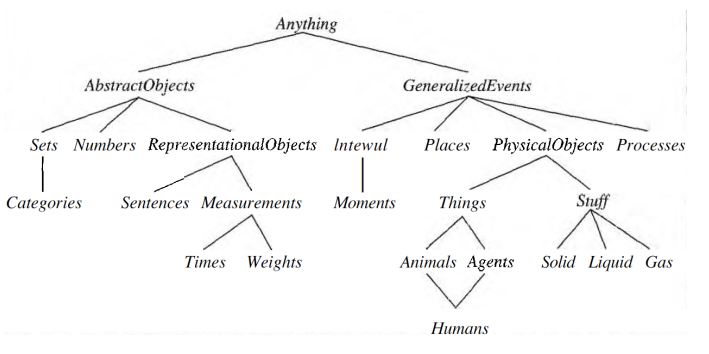 Anything
AbstractObjects GeneralizedEvents
Sets Numbers RepresentationalObjects Intewul Places PhysicalObjects Processes
Categories Sentences Measurements Moments Things Stuff
Times Weights Animals Agents Solid Liquid Gas
Humans